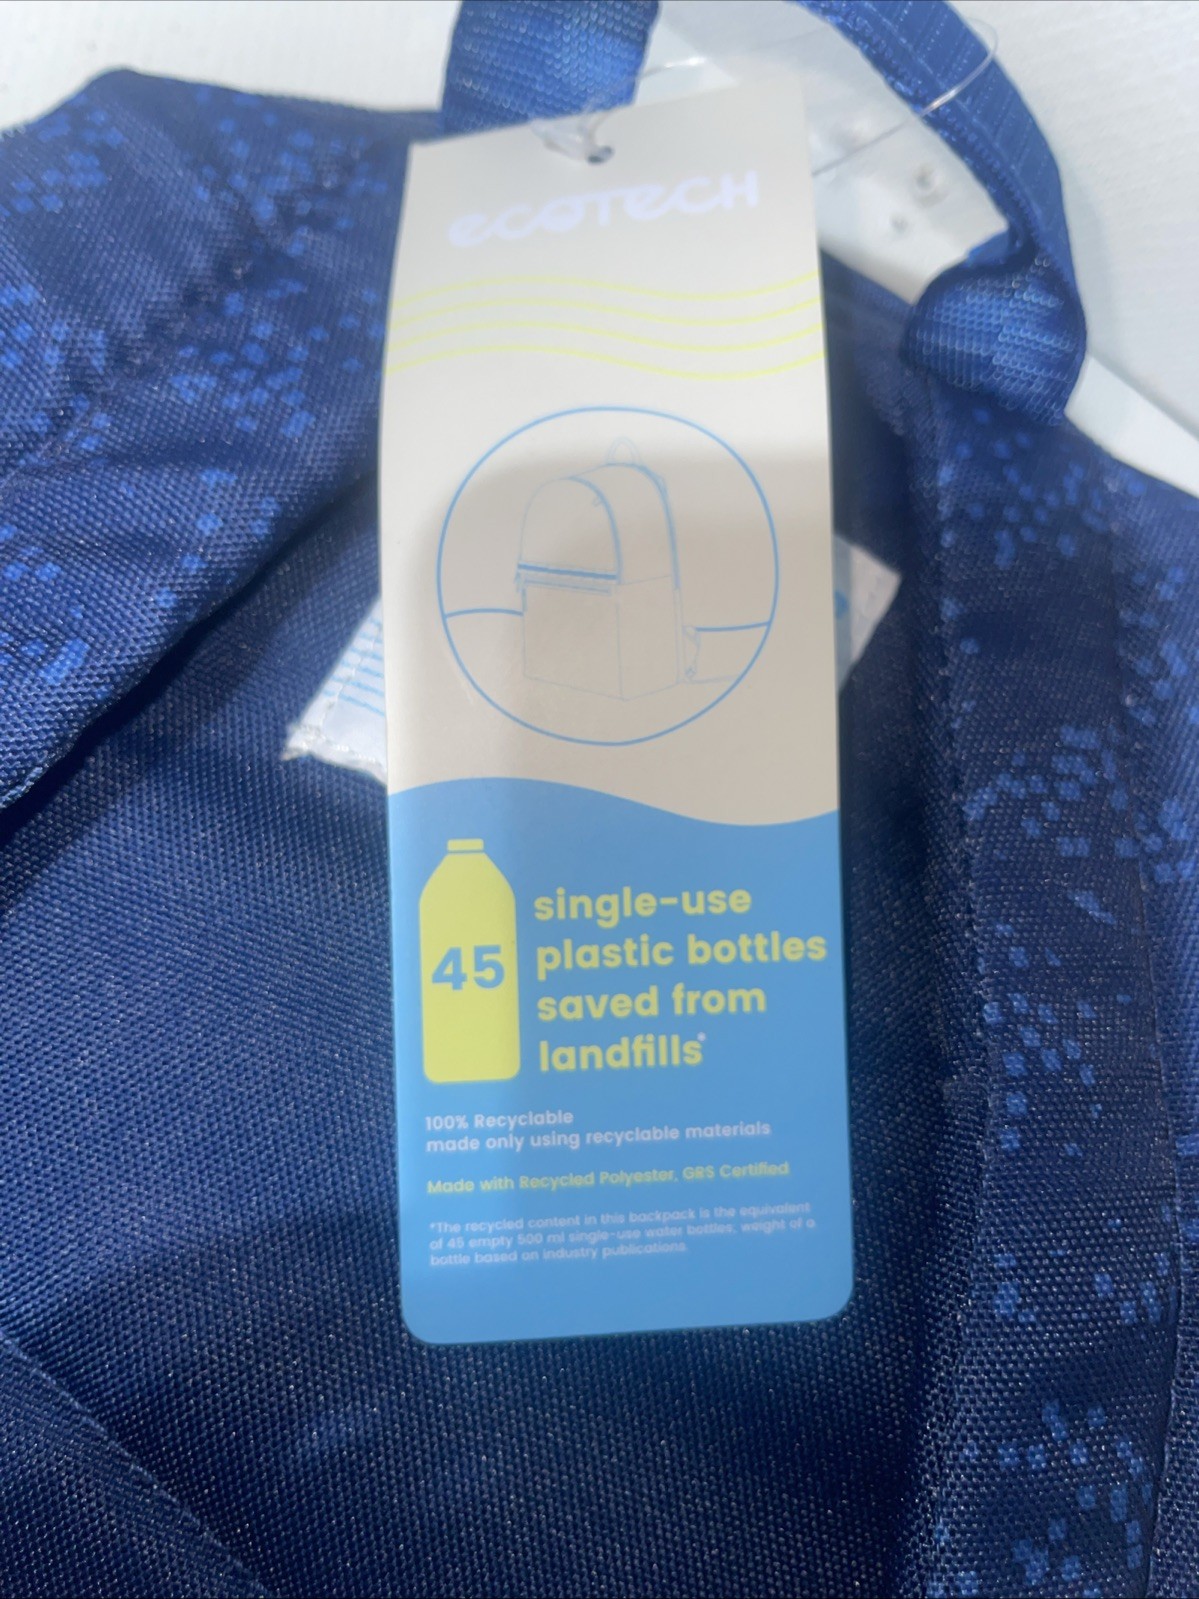 ecoTecH
45
single-use
plastic bottles
saved from
landfills*
100% Recyclable
made only using recyclable materials
Made with Recycled Polyester, GRS Certified
*The recycled content in this backpack is the equivalent
of 45 empty 500 ml single-use water bottles; weight of a
bottle based on industry publications.